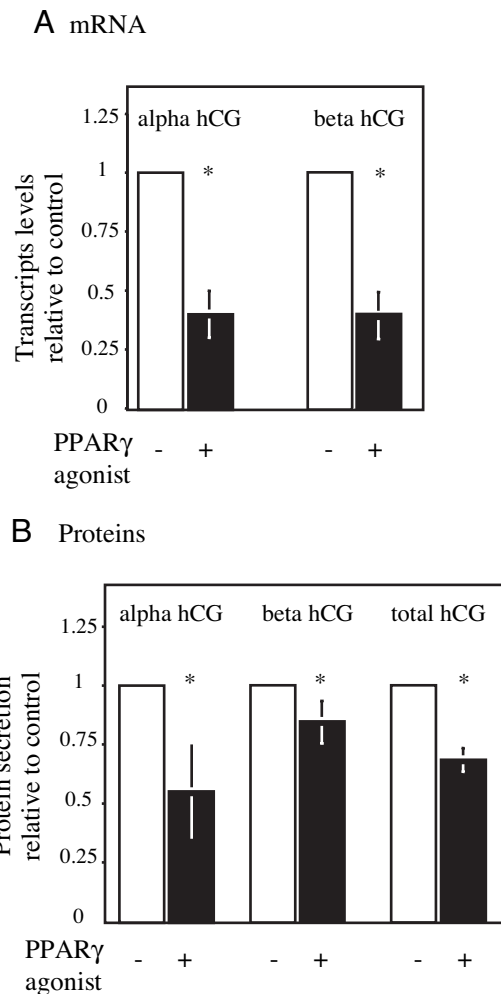 A mRNA
alpha hCG beta hCG
1.25
1
0.75
0.5
0.25
0
* *
Transcripts levels
relative to control
PPARγ - + - +
agonist
B Proteins
alpha hCG beta hCG total hCG
1.25
1
0.75
0.5
0.25
0
* * *
Protein secretion
relative to control
PPARγ - + - + - +
agonist